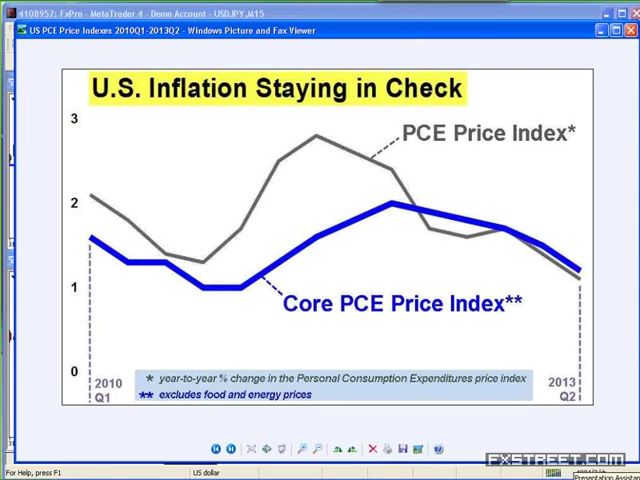 4108957: FxPro - MetaTrader 4 - Demo Account - USDJPY,M15
US PCE Price Indexes 2010Q1-2013Q2 - Windows Picture and Fax Viewer
U.S. Inflation Staying in Check
3
PCE Price Index*
2
1
Core PCE Price Index**
0
2010
Q1
* year-to-year % change in the Personal Consumption Expenditures price index
** excludes food and energy prices
2013
Q2
For Help, press F1
US dollar
FXSTREET.COM
Presentation Assistant